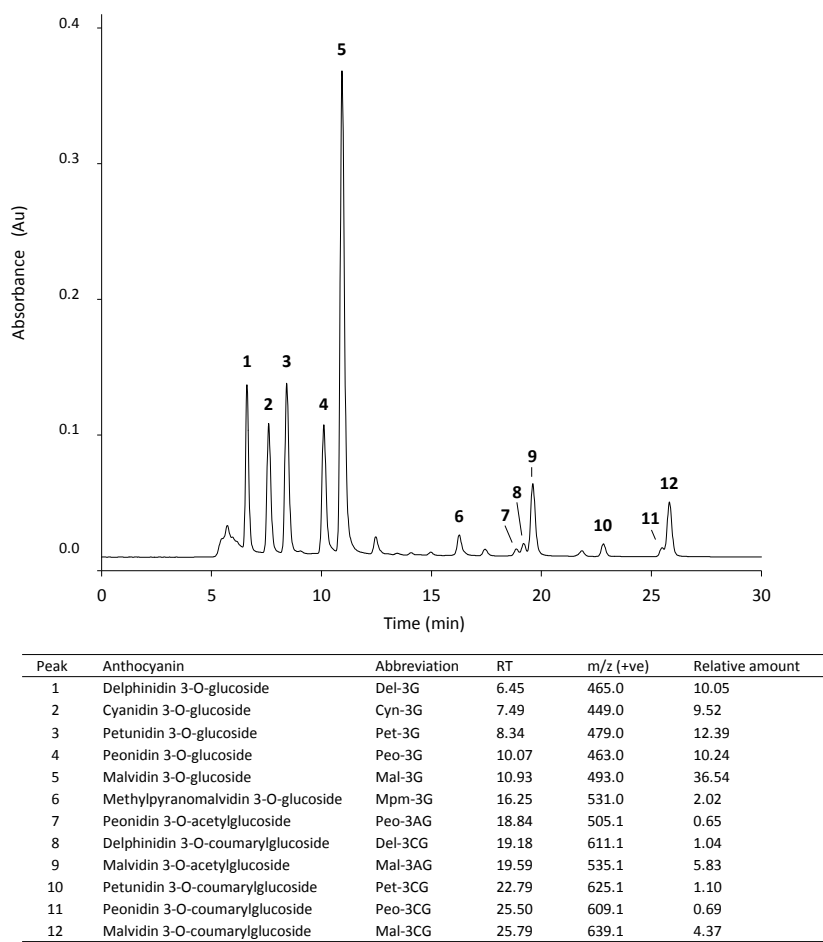 0.4
5
0.3
Absorbance (Au)
0.2
1
3
2
4
0.1
9
8
12
7
6
11
10
0.0
0 5 10 15 20 25 30
Time (min)
Peak Anthocyanin Abbreviation RT m/z (+ve) Relative amount
1 Delphinidin 3-O-glucoside Del-3G 6.45 465.0 10.05
2 Cyanidin 3-O-glucoside Cyn-3G 7.49 449.0 9.52
3 Petunidin 3-O-glucoside Pet-3G 8.34 479.0 12.39
4 Peonidin 3-O-glucoside Peo-3G 10.07 463.0 10.24
5 Malvidin 3-O-glucoside Mal-3G 10.93 493.0 36.54
6 Methylpyranomalvidin 3-O-glucoside Mpm-3G 16.25 531.0 2.02
7 Peonidin 3-O-acetylglucoside Peo-3AG 18.84 505.1 0.65
8 Delphinidin 3-O-coumarylglucoside Del-3CG 19.18 611.1 1.04
9 Malvidin 3-O-acetylglucoside Mal-3AG 19.59 535.1 5.83
10 Petunidin 3-O-coumarylglucoside Pet-3CG 22.79 625.1 1.10
11 Peonidin 3-O-coumarylglucoside Peo-3CG 25.50 609.1 0.69
12 Malvidin 3-O-coumarylglucoside Mal-3CG 25.79 639.1 4.37